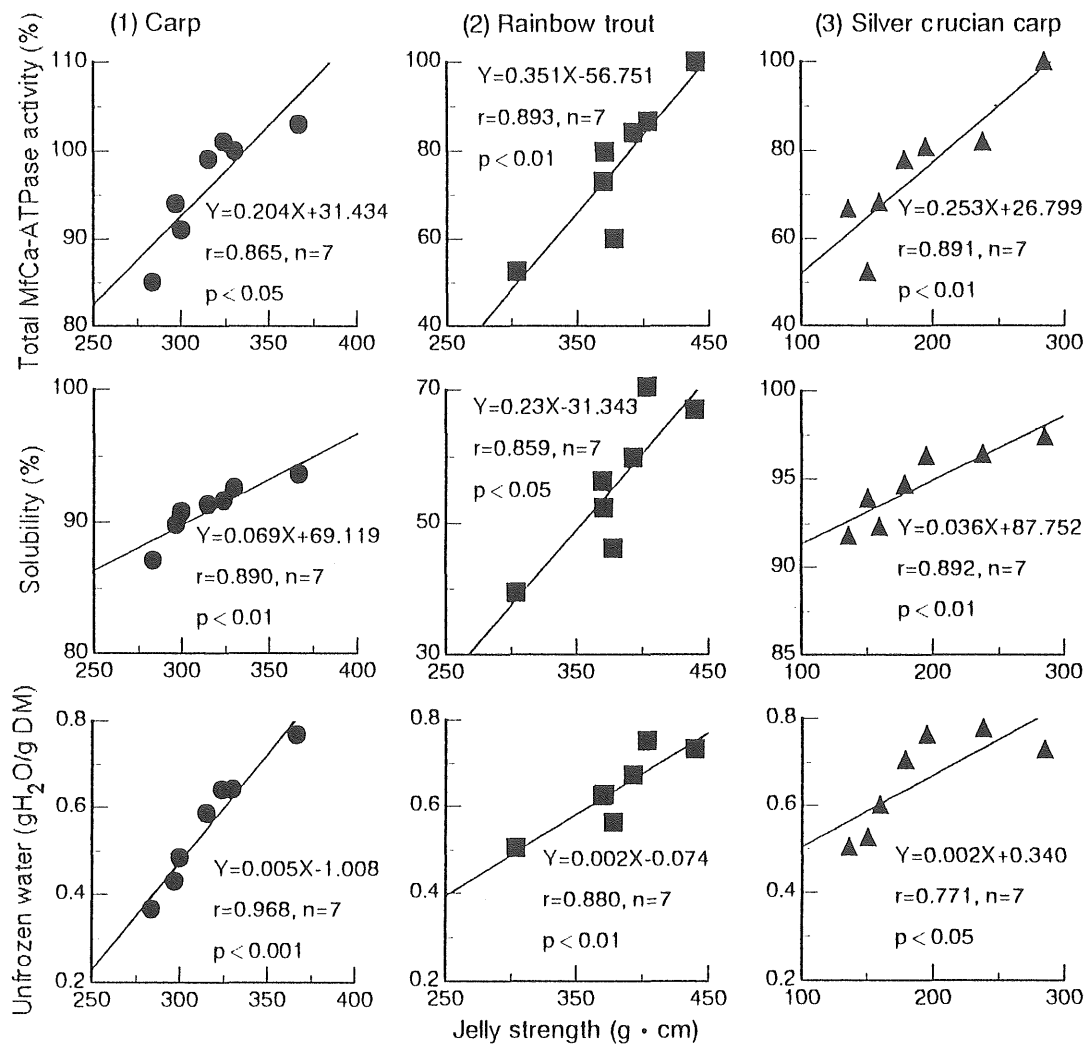 (1) Carp
(2) Rainbow trout
(3) Silver crucian carp
Total MfCa-ATPase activity (%)
110
100
90
80
250
300
350
400
Y=0.204X+31.434
r=0.865, n=7
p < 0.05
100
80
60
40
250
350
450
Y=0.351X-56.751
r=0.893, n=7
p < 0.01
100
80
60
40
100
200
300
Y=0.253X+26.799
r=0.891, n=7
p < 0.01
Solubility (%)
100
90
80
250
300
350
400
Y=0.069X+69.119
r=0.890, n=7
p < 0.01
70
50
30
250
350
450
Y=0.23X-31.343
r=0.859, n=7
p < 0.05
100
95
90
85
100
200
300
Y=0.036X+87.752
r=0.892, n=7
p < 0.01
Unfrozen water (gH2O/g DM)
0.8
0.6
0.4
0.2
250
300
350
400
Y=0.005X-1.008
r=0.968, n=7
p < 0.001
0.8
0.6
0.4
0.2
250
350
450
Y=0.002X-0.074
r=0.880, n=7
p < 0.01
0.8
0.6
0.4
0.2
100
200
300
Y=0.002X+0.340
r=0.771, n=7
p < 0.05
Jelly strength (g · cm)